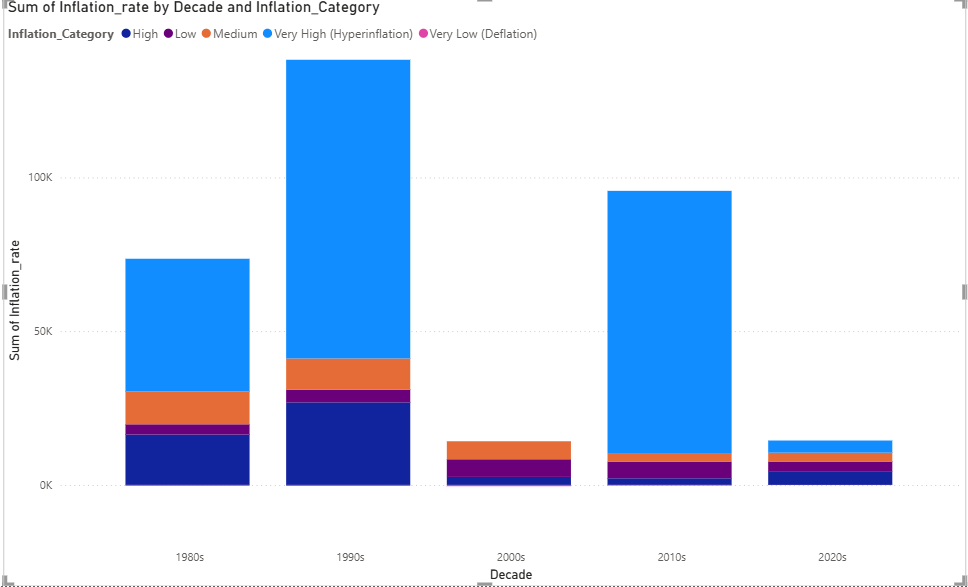 Sum of Inflation_rate by Decade and Inflation_Category
Inflation_Category High Low Medium Very High (Hyperinflation) Very Low (Deflation)
100K
50K
0K
Sum of Inflation_rate
1980s 1990s 2000s 2010s 2020s
Decade